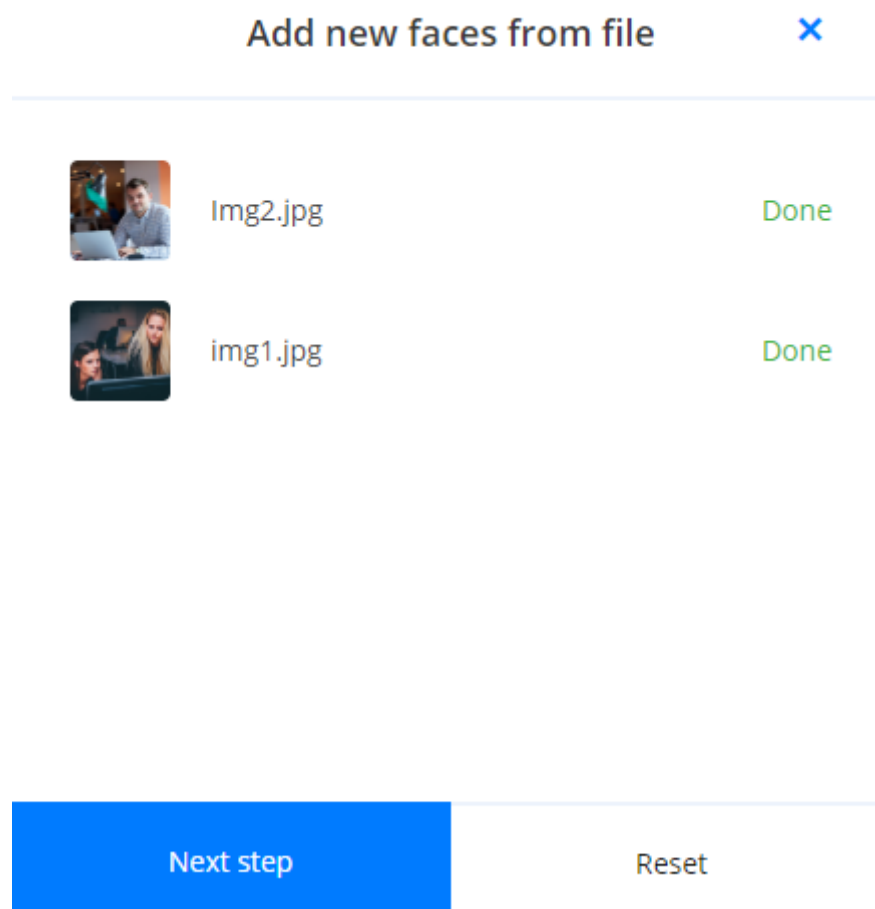 Add new faces from file ×
Img2.jpg Done
img1.jpg Done
Next step Reset